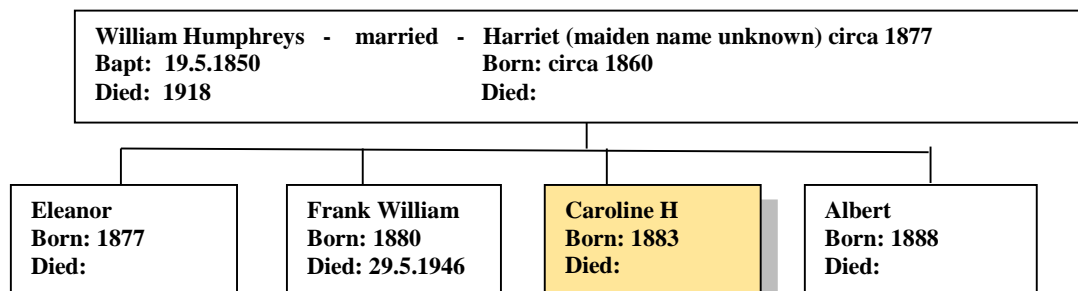 William Humphreys - married - Harriet (maiden name unknown) circa 1877
Bapt: 19.5.1850 Born: circa 1860
Died: 1918 Died:
Eleanor
Born: 1877
Died:
Frank William
Born: 1880
Died: 29.5.1946
Caroline H
Born: 1883
Died:
Albert
Born: 1888
Died: